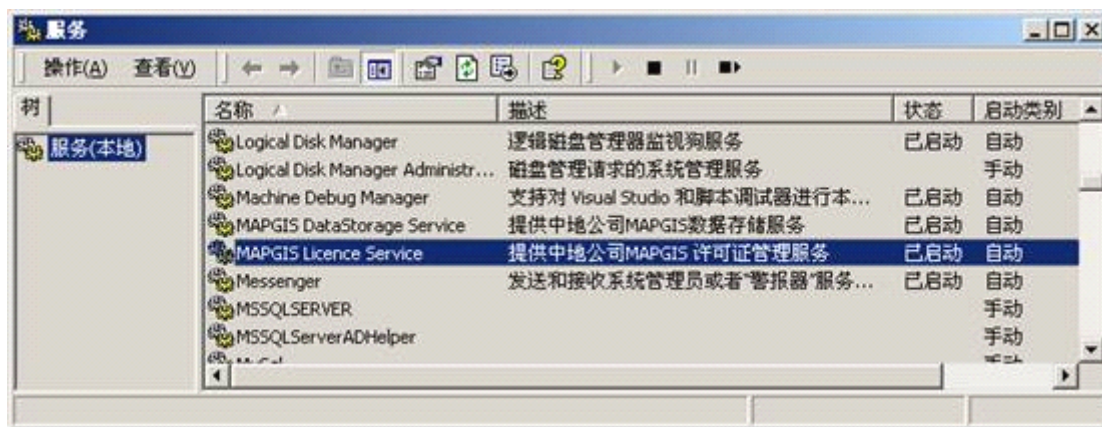 服务
操作(A) 查看(V)
树
服务(本地)
名称 描述 状态 启动类别
Logical Disk Manager 逻辑磁盘管理器监视狗服务 已启动 自动
Logical Disk Manager Administr... 磁盘管理请求的系统管理服务 手动
Machine Debug Manager 支持对 Visual Studio 和脚本调试器进行本... 已启动 自动
MAPGIS DataStorage Service 提供中地公司MAPGIS数据存储服务 已启动 自动
MAPGIS Licence Service 提供中地公司MAPGIS 许可证管理服务 已启动 自动
Messenger 发送和接收系统管理员或者“警报器”服务... 已启动 自动
MSSQLSERVER 手动
MSSQLServerADHelper 手动